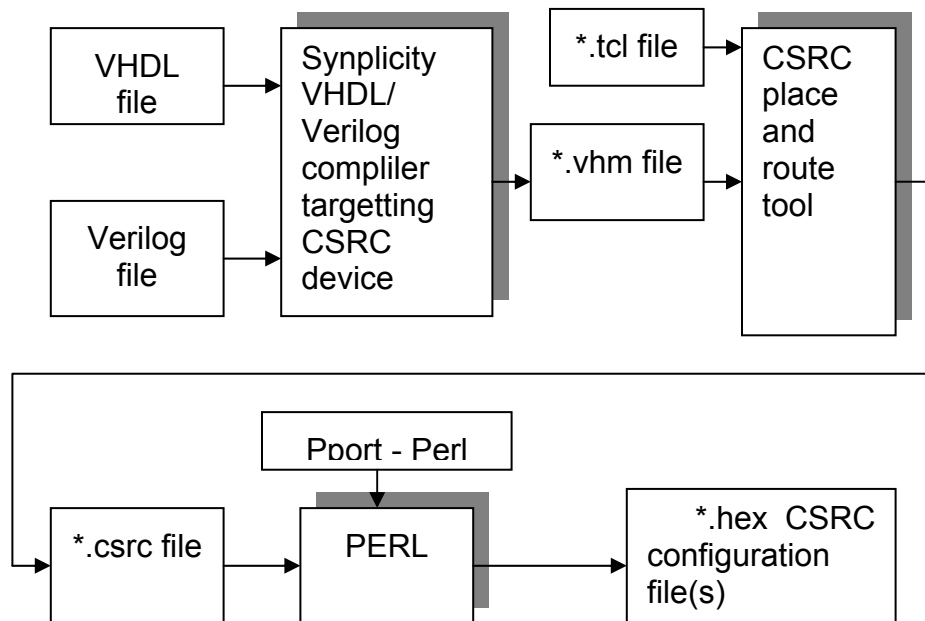 VHDL
file
Verilog
file
Synplicity
VHDL/
Verilog
compliler
targetting
CSRC
device
*.tcl file
*.vhm file
CSRC
place
and
route
tool
Pport - Perl
*.csrc file
PERL
*.hex CSRC
configuration
file(s)